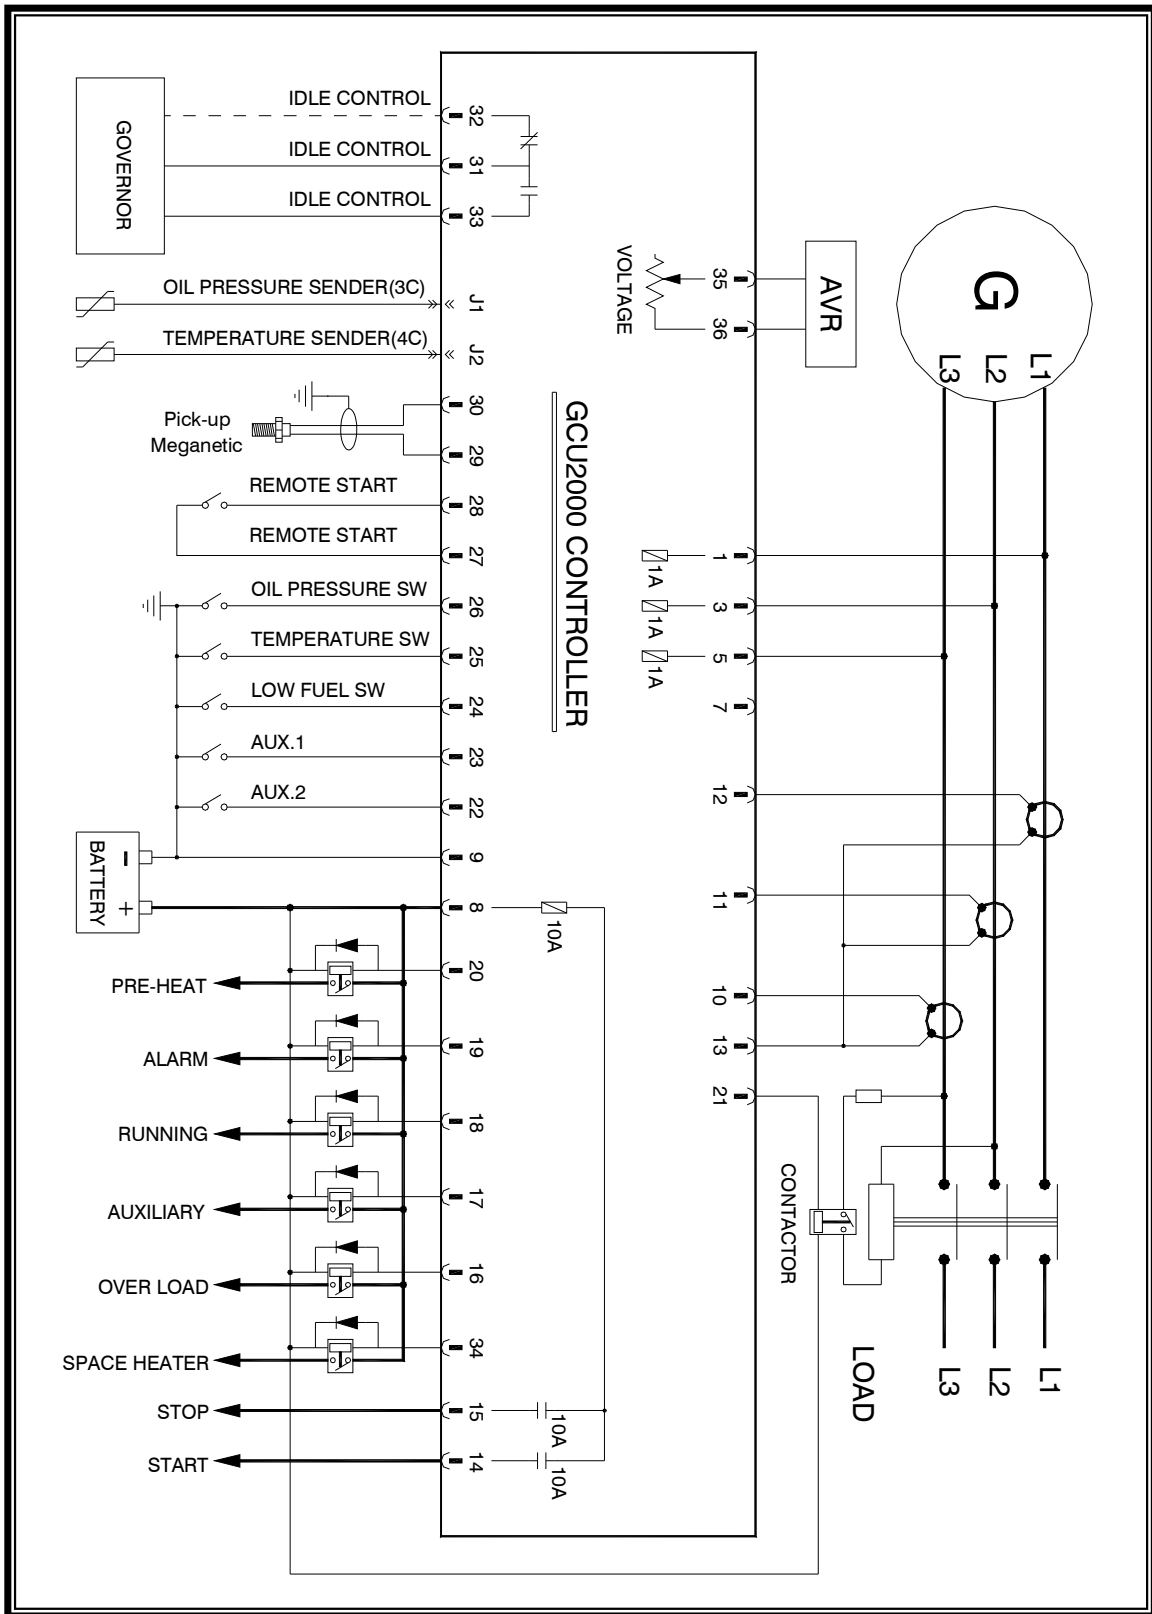 IDLE CONTROL
32
IDLE CONTROL
31
IDLE CONTROL
33
GOVERNOR
OIL PRESSURE SENDER(3C)
J1
TEMPERATURE SENDER(4C)
J2
Pick-up
Meganetic
30
29
REMOTE START
28
REMOTE START
27
OIL PRESSURE SW
26
TEMPERATURE SW
25
LOW FUEL SW
24
AUX.1
23
AUX.2
22
9
BATTERY
-
+
8
10A
PRE-HEAT
20
ALARM
19
RUNNING
18
AUXILIARY
17
OVER LOAD
16
SPACE HEATER
34
STOP
15
10A
START
14
10A
GCU2000 CONTROLLER
VOLTAGE
35
36
AVR
G
L3
L2
L1
1
1A
3
1A
5
1A
7
12
11
10
13
21
CONTACTOR
LOAD
L3
L2
L1